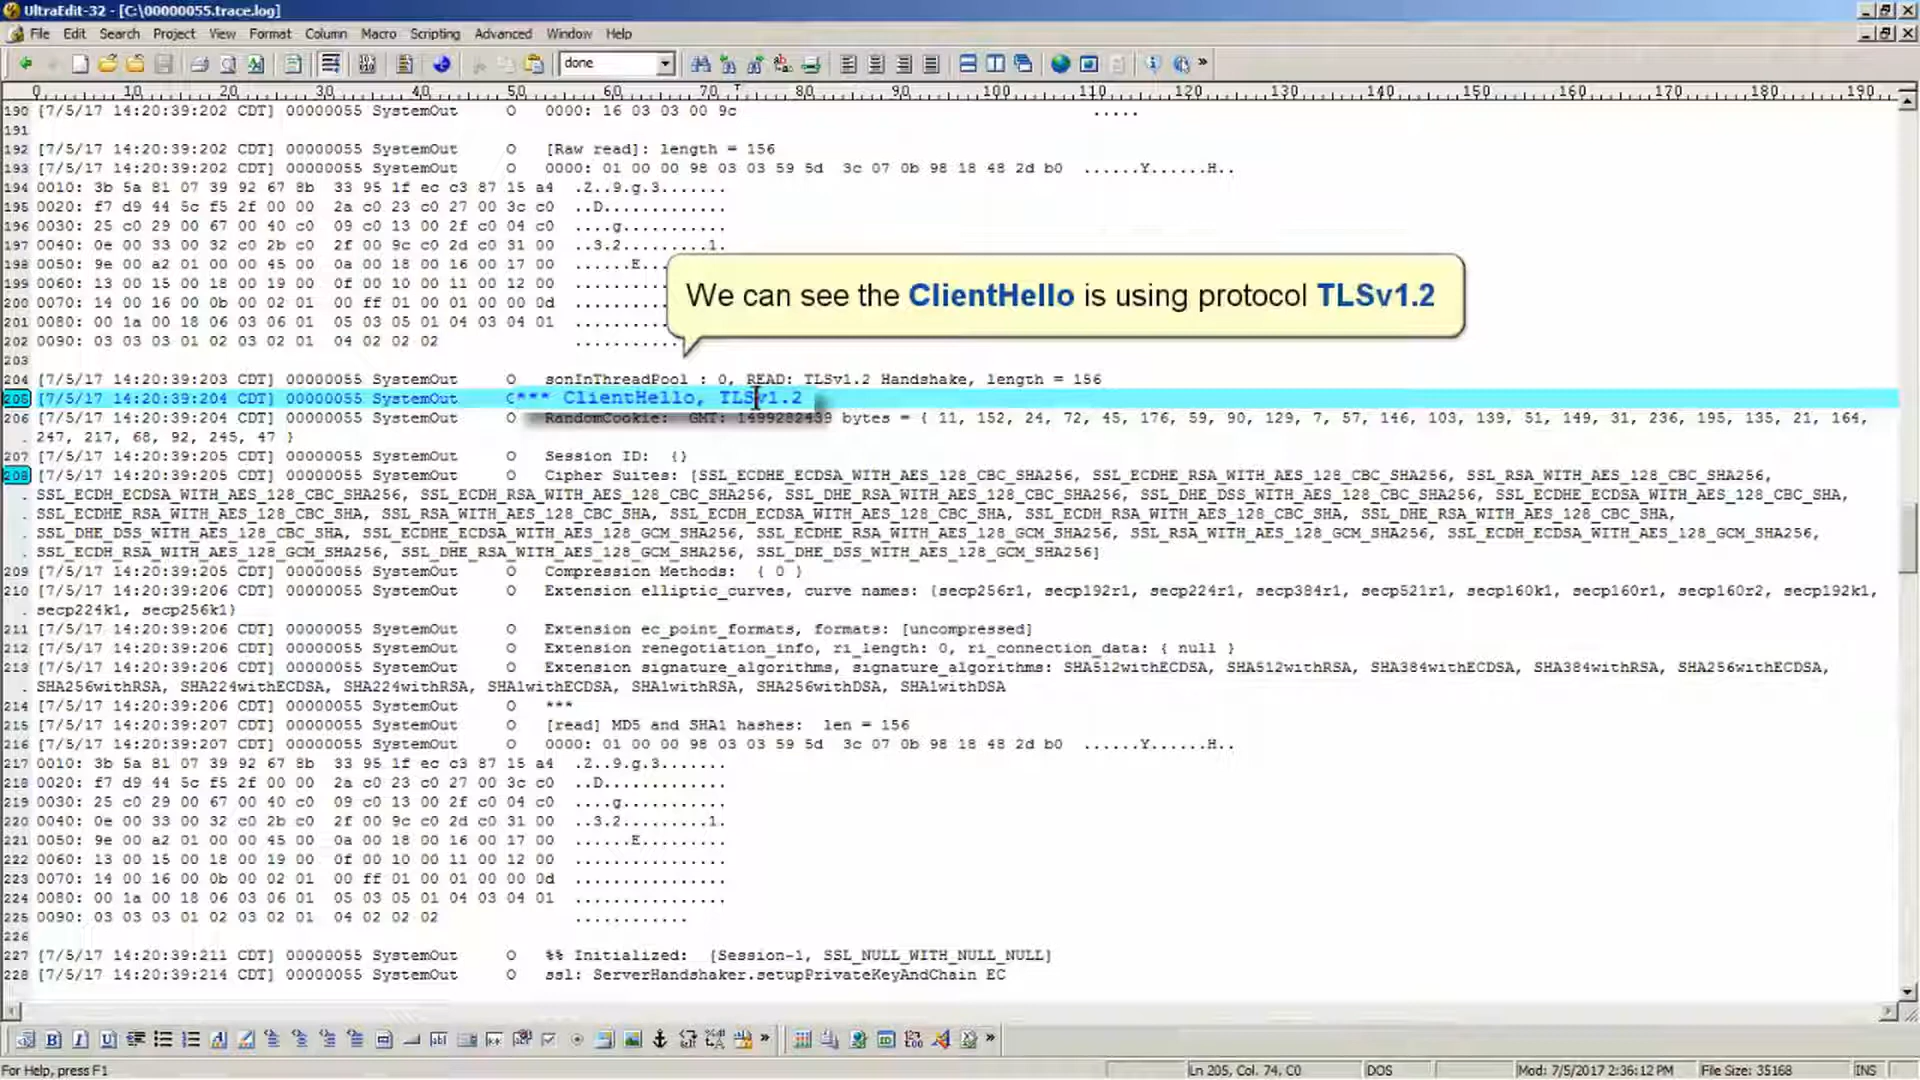 UltraEdit-32 - [C:\00000055.trace.log]
File Edit Search Project View Format Column Macro Scripting Advanced Window Help
done
0 10 20 30 40 50 60 70 80 90 100 110 120 130 140 150 160 170 180 190
190 [7/5/17 14:20:39:202 CDT] 00000055 SystemOut O 0000: 16 03 03 00 9c .....
191
192 [7/5/17 14:20:39:202 CDT] 00000055 SystemOut O [Raw read]: length = 156
193 [7/5/17 14:20:39:202 CDT] 00000055 SystemOut O 0000: 01 00 00 98 03 03 59 5d 3c 07 0b 98 18 48 2d b0 ......Y......H..
194 0010: 3b 5a 81 07 39 92 67 8b 33 95 1f ec c3 87 15 a4 .Z..9.g.3.......
195 0020: f7 d9 44 5c f5 2f 00 00 2a c0 23 c0 27 00 3c c0 ..D.............
196 0030: 25 c0 29 00 67 00 40 c0 09 c0 13 00 2f c0 04 c0 ....g...........
197 0040: 0e 00 33 00 32 c0 2b c0 2f 00 9c c0 2d c0 31 00 ..3.2.........1.
198 0050: 9e 00 a2 01 00 00 45 00 0a 00 18 00 16 00 17 00 ......E...
199 0060: 13 00 15 00 18 00 19 00 0f 00 10 00 11 00 12 00 ..........
200 0070: 14 00 16 00 0b 00 02 01 00 ff 01 00 01 00 00 0d ..........
201 0080: 00 1a 00 18 06 03 06 01 05 03 05 01 04 03 04 01 ..........
202 0090: 03 03 03 01 02 03 02 01 04 02 02 02 ............
We can see the ClientHello is using protocol TLSv1.2
203
204 [7/5/17 14:20:39:203 CDT] 00000055 SystemOut O sonInThreadPool : 0, READ: TLSv1.2 Handshake, length = 156
205 [7/5/17 14:20:39:204 CDT] 00000055 SystemOut O *** ClientHello, TLSv1.2
206 [7/5/17 14:20:39:204 CDT] 00000055 SystemOut O RandomCookie: GMT: 1499282439 bytes = { 11, 152, 24, 72, 45, 176, 59, 90, 129, 7, 57, 146, 103, 139, 51, 149, 31, 236, 195, 135, 21, 164,
. 247, 217, 68, 92, 245, 47 }
207 [7/5/17 14:20:39:205 CDT] 00000055 SystemOut O Session ID: {}
208 [7/5/17 14:20:39:205 CDT] 00000055 SystemOut O Cipher Suites: [SSL_ECDHE_ECDSA_WITH_AES_128_CBC_SHA256, SSL_ECDHE_RSA_WITH_AES_128_CBC_SHA256, SSL_RSA_WITH_AES_128_CBC_SHA256,
. SSL_ECDH_ECDSA_WITH_AES_128_CBC_SHA256, SSL_ECDH_RSA_WITH_AES_128_CBC_SHA256, SSL_DHE_RSA_WITH_AES_128_CBC_SHA256, SSL_DHE_DSS_WITH_AES_128_CBC_SHA256, SSL_ECDHE_ECDSA_WITH_AES_128_CBC_SHA,
. SSL_ECDHE_RSA_WITH_AES_128_CBC_SHA, SSL_RSA_WITH_AES_128_CBC_SHA, SSL_ECDH_ECDSA_WITH_AES_128_CBC_SHA, SSL_ECDH_RSA_WITH_AES_128_CBC_SHA, SSL_DHE_RSA_WITH_AES_128_CBC_SHA,
. SSL_DHE_DSS_WITH_AES_128_CBC_SHA, SSL_ECDHE_ECDSA_WITH_AES_128_GCM_SHA256, SSL_ECDHE_RSA_WITH_AES_128_GCM_SHA256, SSL_RSA_WITH_AES_128_GCM_SHA256, SSL_ECDH_ECDSA_WITH_AES_128_GCM_SHA256,
. SSL_ECDH_RSA_WITH_AES_128_GCM_SHA256, SSL_DHE_RSA_WITH_AES_128_GCM_SHA256, SSL_DHE_DSS_WITH_AES_128_GCM_SHA256]
209 [7/5/17 14:20:39:205 CDT] 00000055 SystemOut O Compression Methods: { 0 }
210 [7/5/17 14:20:39:206 CDT] 00000055 SystemOut O Extension elliptic_curves, curve names: {secp256r1, secp192r1, secp224r1, secp384r1, secp521r1, secp160k1, secp160r1, secp160r2, secp192k1,
. secp224k1, secp256k1}
211 [7/5/17 14:20:39:206 CDT] 00000055 SystemOut O Extension ec_point_formats, formats: [uncompressed]
212 [7/5/17 14:20:39:206 CDT] 00000055 SystemOut O Extension renegotiation_info, ri_length: 0, ri_connection_data: { null }
213 [7/5/17 14:20:39:206 CDT] 00000055 SystemOut O Extension signature_algorithms, signature_algorithms: SHA512withECDSA, SHA512withRSA, SHA384withECDSA, SHA384withRSA, SHA256withECDSA,
. SHA256withRSA, SHA224withECDSA, SHA224withRSA, SHA1withECDSA, SHA1withRSA, SHA256withDSA, SHA1withDSA
214 [7/5/17 14:20:39:206 CDT] 00000055 SystemOut O ***
215 [7/5/17 14:20:39:207 CDT] 00000055 SystemOut O [read] MD5 and SHA1 hashes: len = 156
216 [7/5/17 14:20:39:207 CDT] 00000055 SystemOut O 0000: 01 00 00 98 03 03 59 5d 3c 07 0b 98 18 48 2d b0 ......Y......H..
217 0010: 3b 5a 81 07 39 92 67 8b 33 95 1f ec c3 87 15 a4 .Z..9.g.3.......
218 0020: f7 d9 44 5c f5 2f 00 00 2a c0 23 c0 27 00 3c c0 ..D.............
219 0030: 25 c0 29 00 67 00 40 c0 09 c0 13 00 2f c0 04 c0 ....g...........
220 0040: 0e 00 33 00 32 c0 2b c0 2f 00 9c c0 2d c0 31 00 ..3.2.........1.
221 0050: 9e 00 a2 01 00 00 45 00 0a 00 18 00 16 00 17 00 ......E.........
222 0060: 13 00 15 00 18 00 19 00 0f 00 10 00 11 00 12 00 ................
223 0070: 14 00 16 00 0b 00 02 01 00 ff 01 00 01 00 00 0d ................
224 0080: 00 1a 00 18 06 03 06 01 05 03 05 01 04 03 04 01 ................
225 0090: 03 03 03 01 02 03 02 01 04 02 02 02 ............
226
227 [7/5/17 14:20:39:211 CDT] 00000055 SystemOut O %% Initialized: [Session-1, SSL_NULL_WITH_NULL_NULL]
228 [7/5/17 14:20:39:214 CDT] 00000055 SystemOut O ssl: ServerHandshaker.setupPrivateKeyAndChain EC
For Help, press F1
Ln 205, Col. 74, C0 DOS Mod: 7/5/2017 2:36:12 PM File Size: 35168 INS